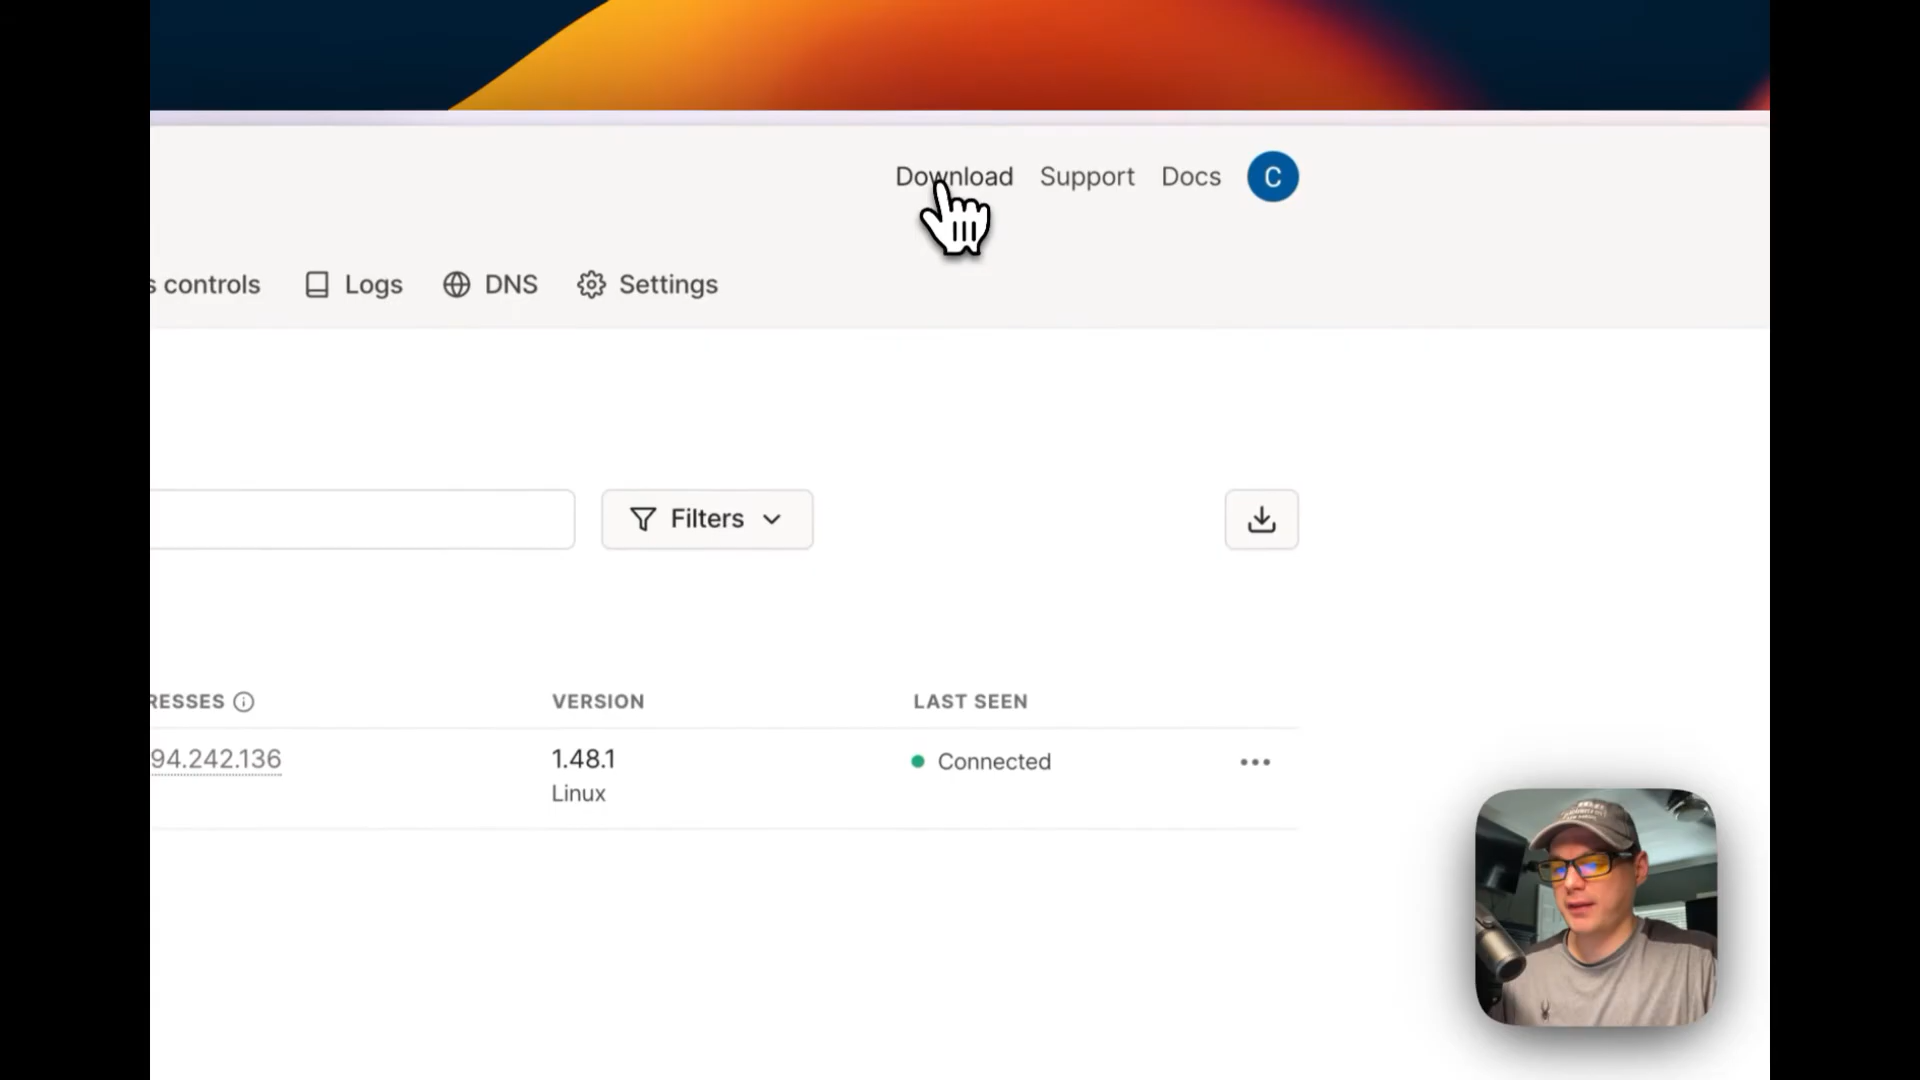 Download Support Docs C
s controls Logs DNS Settings
Filters
RESSES VERSION LAST SEEN
94.242.136 1.48.1 Connected
Linux